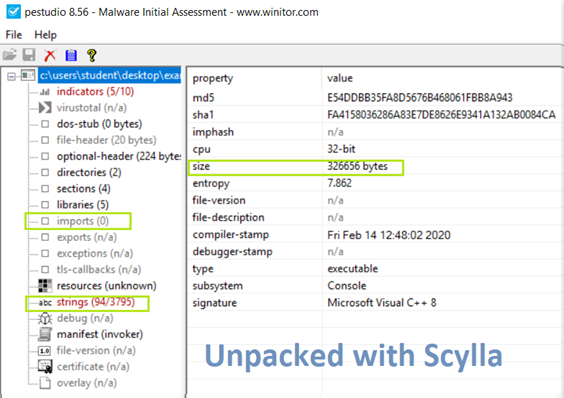 pestudio 8.56 - Malware Initial Assessment - www.winitor.com
File Help
c:\users\student\desktop\exa
indicators (5/10)
virustotal (n/a)
dos-stub (0 bytes)
file-header (20 bytes)
optional-header (224 byte
directories (2)
sections (4)
libraries (5)
imports (0)
exports (n/a)
exceptions (n/a)
tls-callbacks (n/a)
resources (unknown)
abc strings (94/3795)
debug (n/a)
manifest (invoker)
1.0 file-version (n/a)
certificate (n/a)
overlay (n/a)
property value
md5 E54DDBB35FA8D5676B468061FBB8A943
sha1 FA4158036286A83E7DE8626E9341A132AB0084CA
imphash n/a
cpu 32-bit
size 326656 bytes
entropy 7.862
file-version n/a
file-description n/a
compiler-stamp Fri Feb 14 12:48:02 2020
debugger-stamp n/a
type executable
subsystem Console
signature Microsoft Visual C++ 8
Unpacked with Scylla